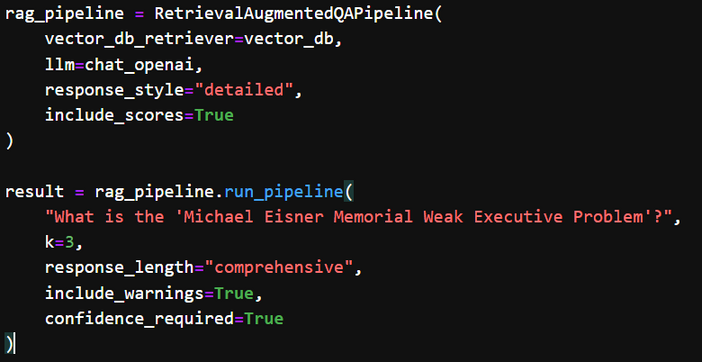 rag_pipeline = RetrievalAugmentedQAPipeline(
    vector_db_retriever=vector_db,
    llm=chat_openai,
    response_style="detailed",
    include_scores=True
)

result = rag_pipeline.run_pipeline(
    "What is the 'Michael Eisner Memorial Weak Executive Problem'?",
    k=3,
    response_length="comprehensive",
    include_warnings=True,
    confidence_required=True
)